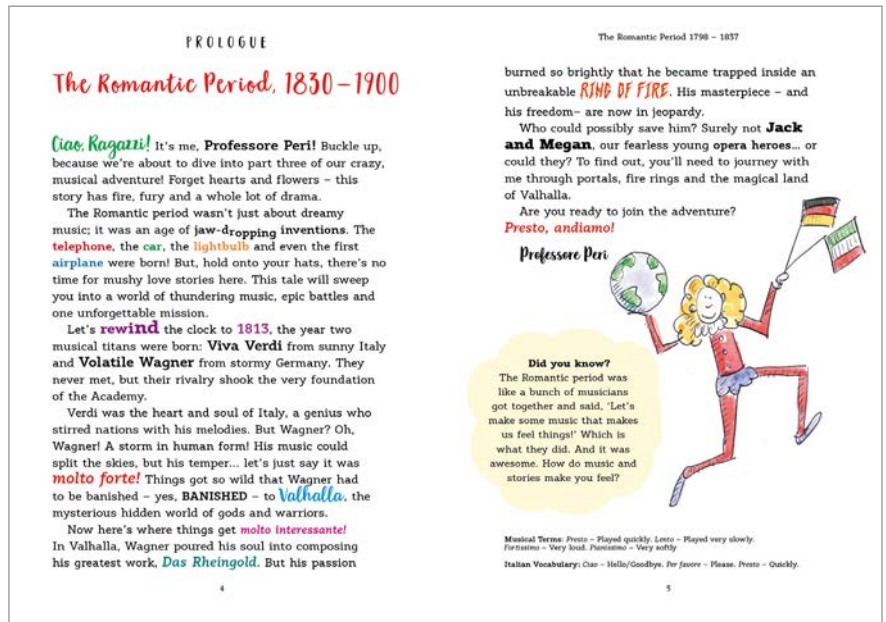 PROLOGUE
The Romantic Period, 1830–1900
Ciao, Ragazzi! It's me, Professore Peri! Buckle up,
because we're about to dive into part three of our crazy,
musical adventure! Forget hearts and flowers – this
story has fire, fury and a whole lot of drama.
The Romantic period wasn't just about dreamy
music; it was an age of jaw-dropping inventions. The
telephone, the car, the lightbulb and even the first
airplane were born! But, hold onto your hats, there's no
time for mushy love stories here. This tale will sweep
you into a world of thundering music, epic battles and
one unforgettable mission.
Let's rewind the clock to 1813, the year two
musical titans were born: Viva Verdi from sunny Italy
and Volatile Wagner from stormy Germany. They
never met, but their rivalry shook the very foundation
of the Academy.
Verdi was the heart and soul of Italy, a genius who
stirred nations with his melodies. But Wagner? Oh,
Wagner! A storm in human form! His music could
split the skies, but his temper... let's just say it was
molto forte! Things got so wild that Wagner had
to be banished – yes, BANISHED – to Valhalla, the
mysterious hidden world of gods and warriors.
Now here's where things get molto interessante!
In Valhalla, Wagner poured his soul into composing
his greatest work, Das Rheingold. But his passion
4
The Romantic Period 1798 – 1837
burned so brightly that he became trapped inside an
unbreakable RING OF FIRE. His masterpiece – and
his freedom– are now in jeopardy.
Who could possibly save him? Surely not Jack
and Megan, our fearless young opera heroes... or
could they? To find out, you'll need to journey with
me through portals, fire rings and the magical land
of Valhalla.
Are you ready to join the adventure?
Presto, andiamo!
Professore Peri
Did you know?
The Romantic period was
like a bunch of musicians
got together and said, 'Let's
make some music that makes
us feel things!' Which is
what they did. And it was
awesome. How do music and
stories make you feel?
Musical Terms: Presto – Played quickly. Lento – Played very slowly.
Fortissimo – Very loud. Pianissimo – Very softly
Italian Vocabulary: Ciao – Hello/Goodbye. Per favore – Please. Presto – Quickly.
5